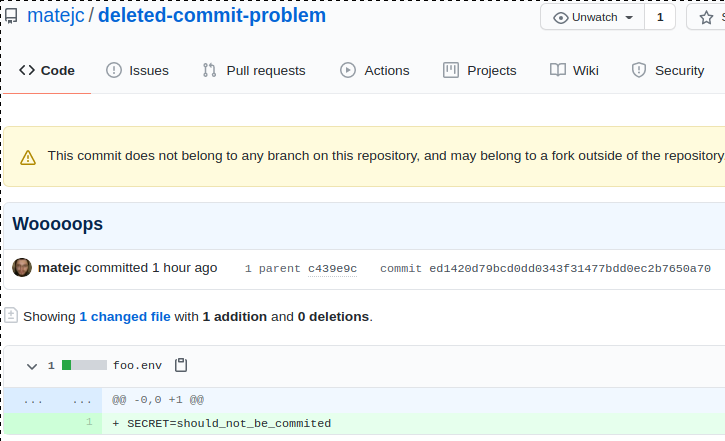 matejc / deleted-commit-problem
Unwatch 1
Code Issues Pull requests Actions Projects Wiki Security
This commit does not belong to any branch on this repository, and may belong to a fork outside of the repository
Wooooops
matejc committed 1 hour ago 1 parent c439e9c commit ed1420d79bcd0dd0343f31477bdd0ec2b7650a70
Showing 1 changed file with 1 addition and 0 deletions.
1 foo.env
... ... @@ -0,0 +1 @@
1 + SECRET=should_not_be_commited